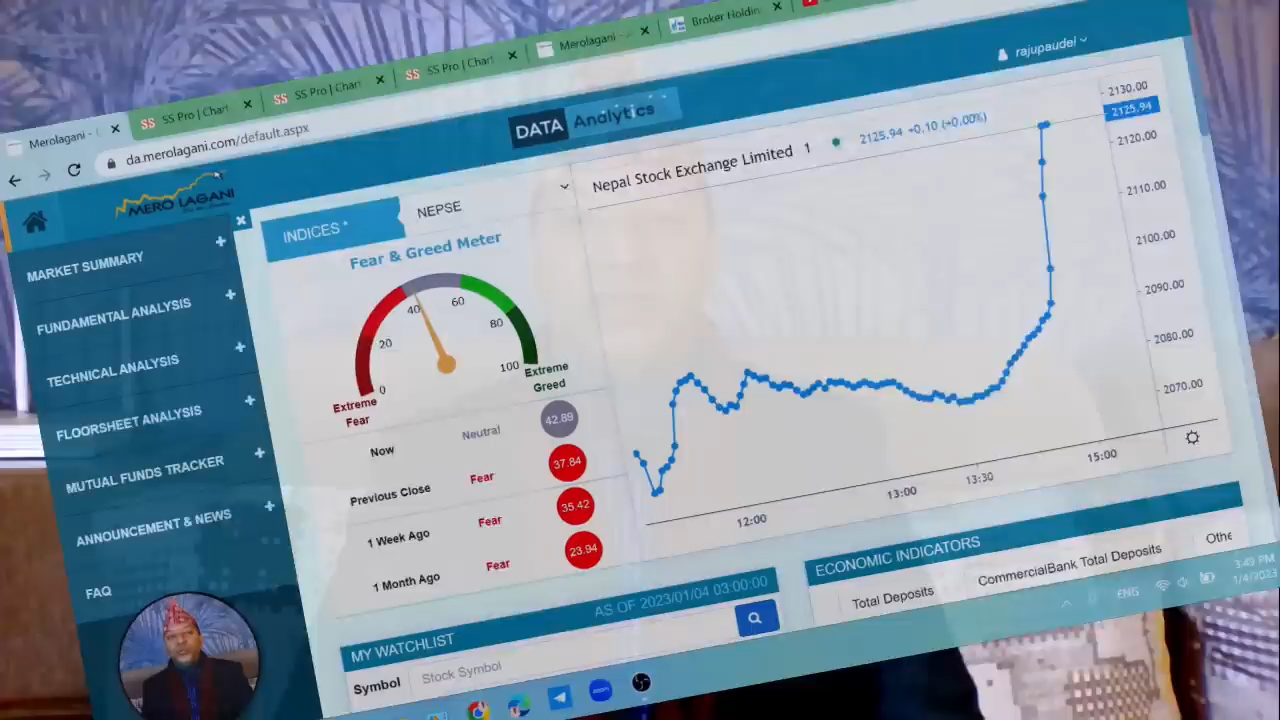 Merolagani -
SS Pro | Chart
SS Pro | Chart
SS Pro | Chart
Merolagani -
Broker Holding
da.merolagani.com/default.aspx
DATA Analytics
rajupaudel
MERO LAGANI
MARKET SUMMARY
FUNDAMENTAL ANALYSIS
TECHNICAL ANALYSIS
FLOORSHEET ANALYSIS
MUTUAL FUNDS TRACKER
ANNOUNCEMENT & NEWS
FAQ
INDICES *
NEPSE
Fear & Greed Meter
0
20
40
60
80
100
Extreme Fear
Extreme Greed
Now Neutral 42.89
Previous Close Fear 37.84
1 Week Ago Fear 35.42
1 Month Ago Fear 23.94
Nepal Stock Exchange Limited 1 2125.94 +0.10 (+0.00%)
2130.00
2125.94
2120.00
2110.00
2100.00
2090.00
2080.00
2070.00
12:00 13:00 13:30 15:00
MY WATCHLIST AS OF 2023/01/04 03:00:00
Symbol Stock Symbol
ECONOMIC INDICATORS
Total Deposits CommercialBank Total Deposits Othe
zoom
ENG
3:49 PM
1/4/2023